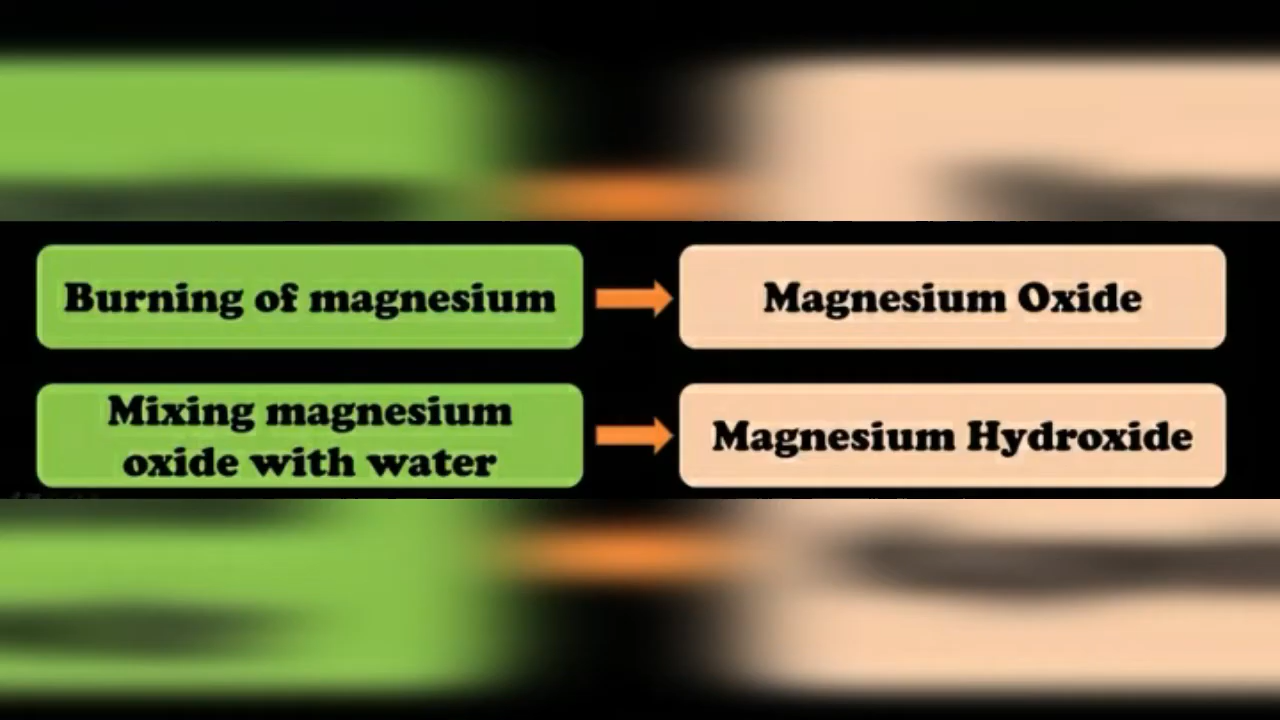 Burning of magnesium
Magnesium Oxide
Mixing magnesium
oxide with water
Magnesium Hydroxide